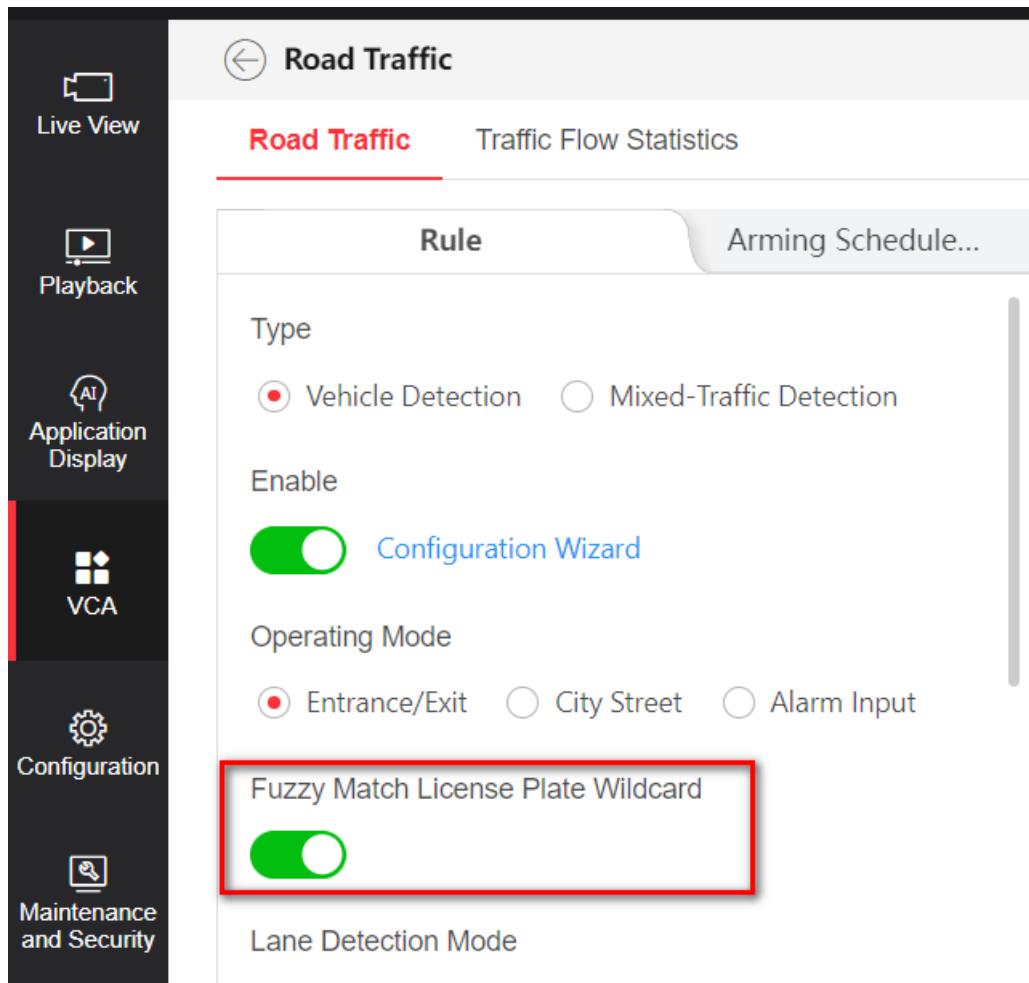 Road Traffic
Live View
Road Traffic
Traffic Flow Statistics
Rule
Arming Schedule...
Playback
Type
Vehicle Detection
Mixed-Traffic Detection
AI
Application
Display
Enable
Configuration Wizard
VCA
Operating Mode
Entrance/Exit
City Street
Alarm Input
Configuration
Fuzzy Match License Plate Wildcard
Maintenance
and Security
Lane Detection Mode